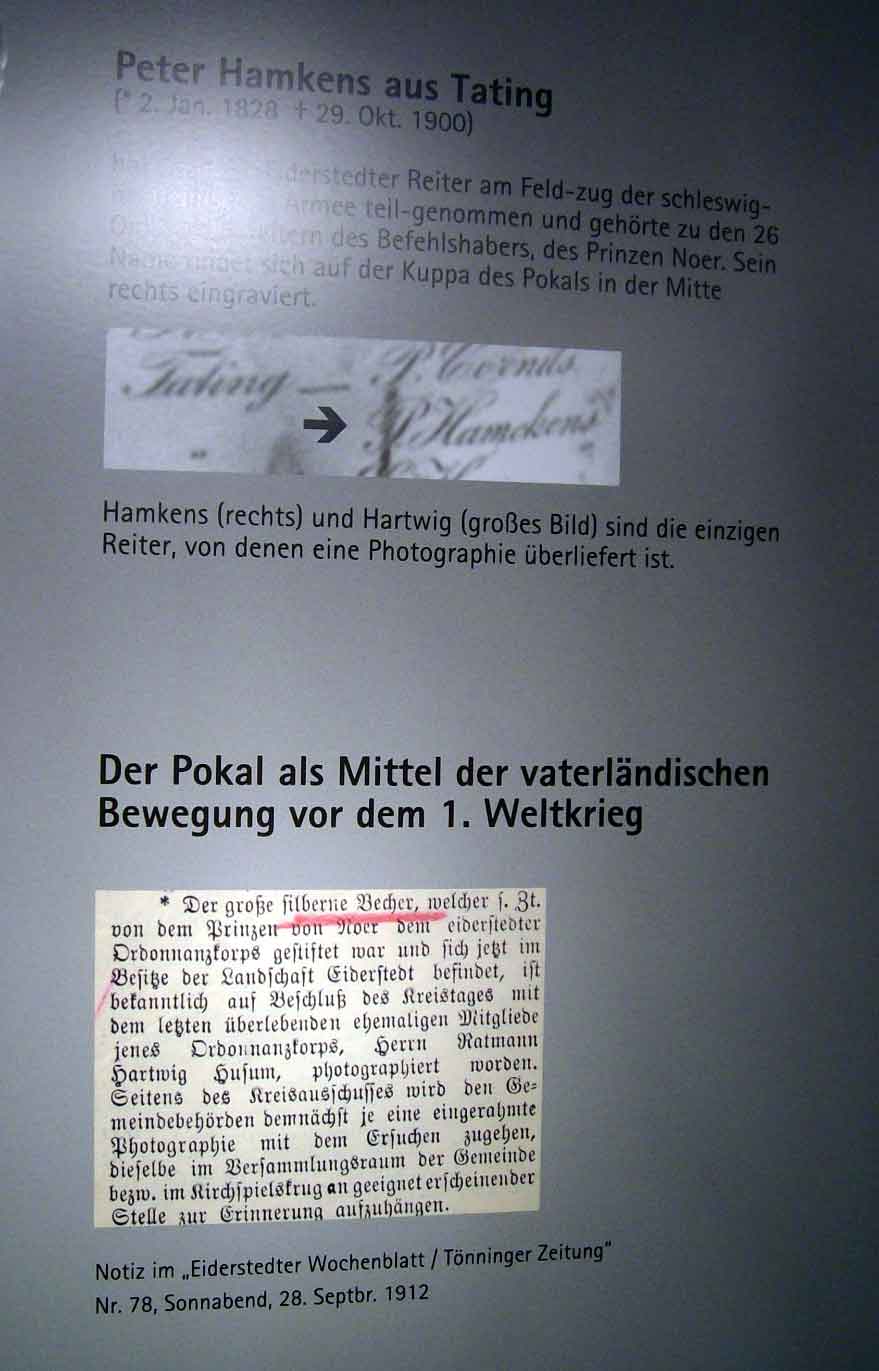 Peter Hamkens aus Tating
(* 2. Jan. 1828 † 29. Okt. 1900)
Eiderstedter Reiter am Feld-zug der schleswig-
Armee teil-genommen und gehörte zu den 26
des Befehlshabers, des Prinzen Noer. Sein
Name findet sich auf der Kuppa des Pokals in der Mitte
rechts eingraviert.
Tating — P. Cornils
➔ P. Hamckens
Hamkens (rechts) und Hartwig (großes Bild) sind die einzigen
Reiter, von denen eine Photographie überliefert ist.
Der Pokal als Mittel der vaterländischen
Bewegung vor dem 1. Weltkrieg
* Der große silberne Becher, welcher s. Zt.
von dem Prinzen von Noer dem eiderstedter
Ordonnanzkorps gestiftet war und sich jetzt im
Besitze der Landschaft Eiderstedt befindet, ist
bekanntlich auf Beschluß des Kreistages mit
dem letzten überlebenden ehemaligen Mitgliede
jenes Ordonnanzkorps, Herrn Ratmann
Hartwig Husum, photographiert worden.
Seitens des Kreisausschusses wird den Ge-
meindebehörden demnächst je eine eingerahmte
Photographie mit dem Ersuchen zugehen,
dieselbe im Versammlungsraum der Gemeinde
bezw. im Kirchspielskrug an geeignet erscheinender
Stelle zur Erinnerung aufzuhängen.
Notiz im „Eiderstedter Wochenblatt / Tönninger Zeitung"
Nr. 78, Sonnabend, 28. Septbr. 1912